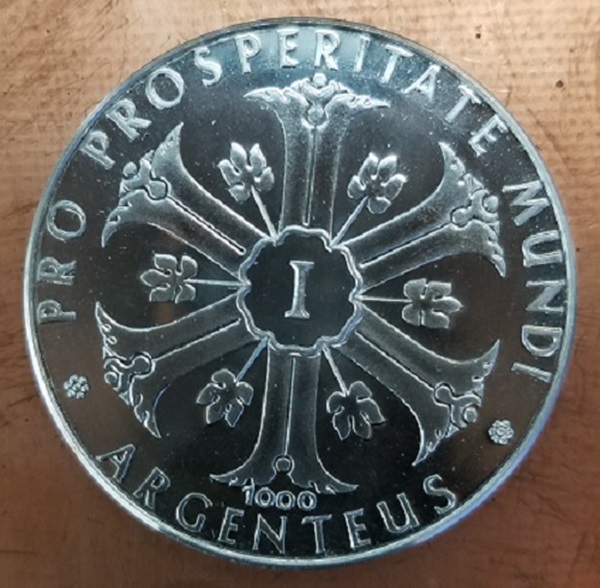 PRO PROSPERITATE MUNDI
I
1000
ARGENTEUS